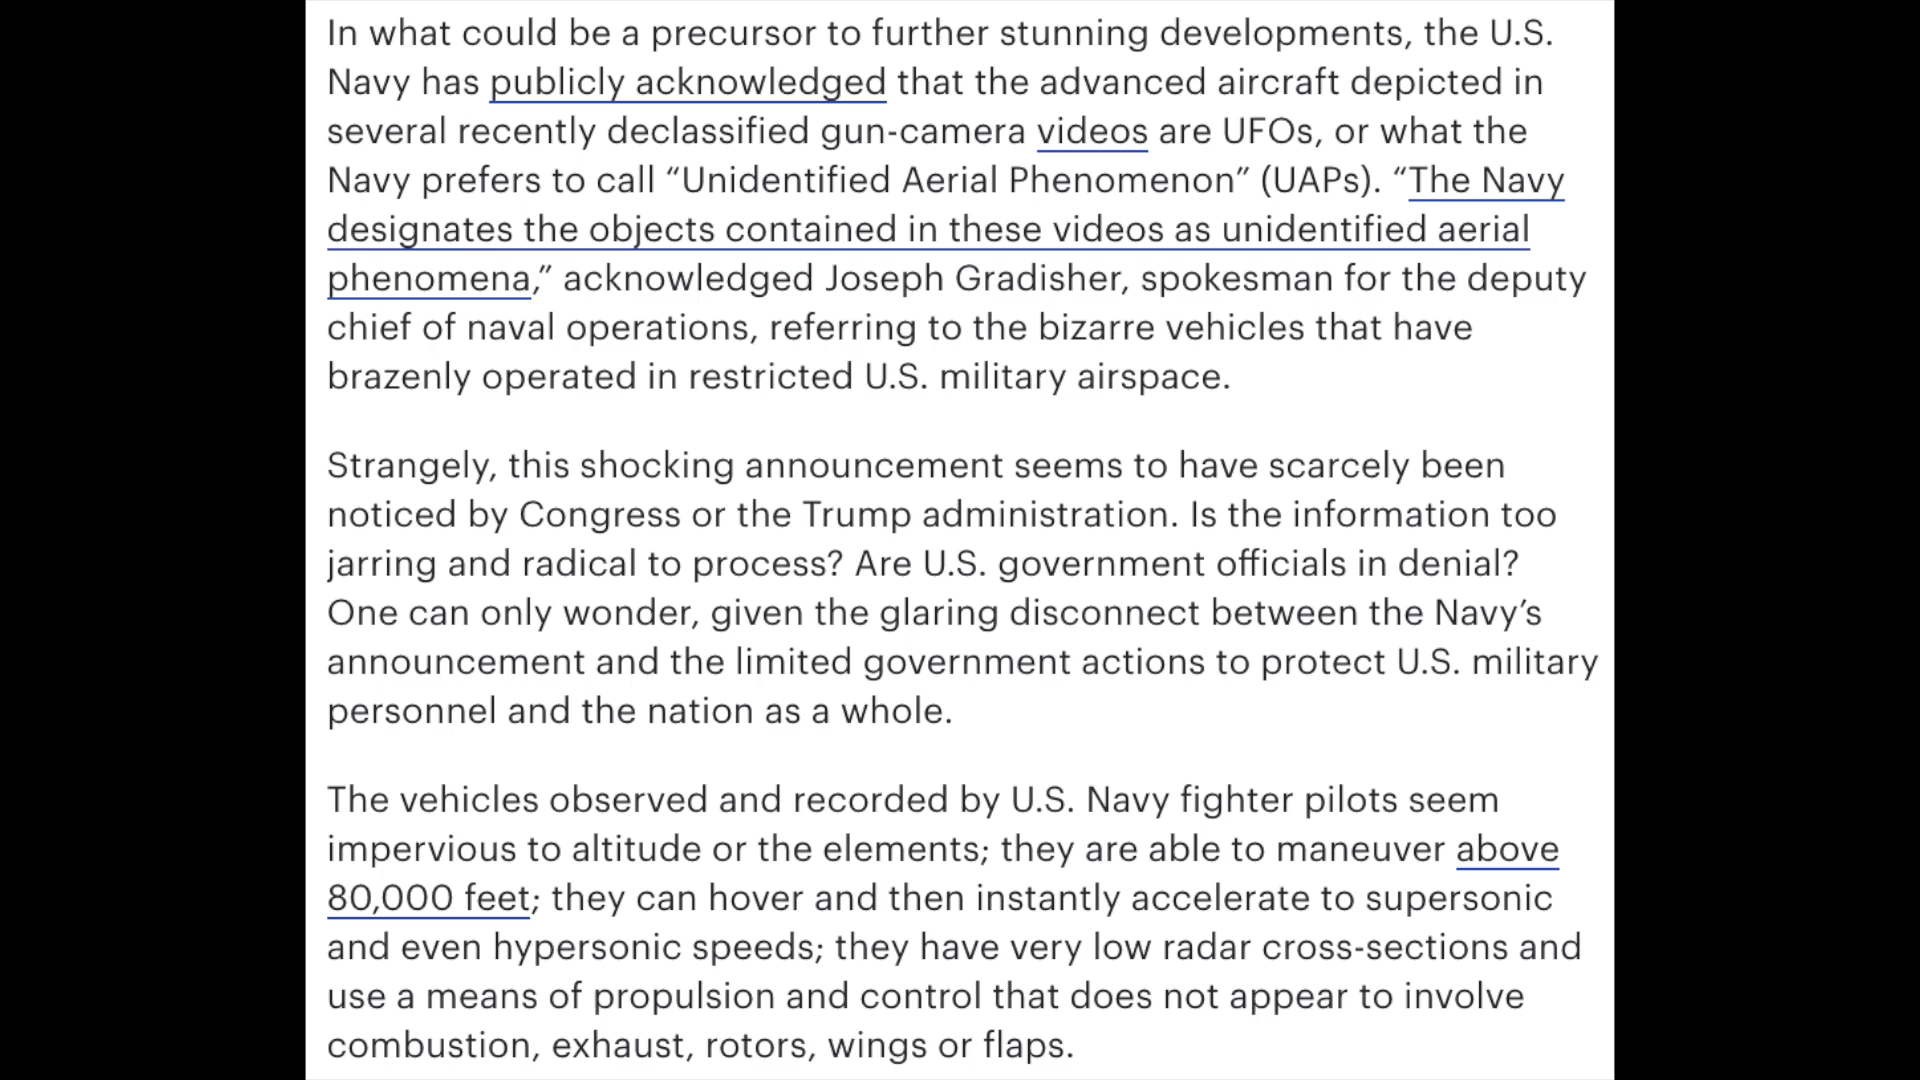 In what could be a precursor to further stunning developments, the U.S.
Navy has publicly acknowledged that the advanced aircraft depicted in
several recently declassified gun-camera videos are UFOs, or what the
Navy prefers to call “Unidentified Aerial Phenomenon” (UAPs). “The Navy
designates the objects contained in these videos as unidentified aerial
phenomena,” acknowledged Joseph Gradisher, spokesman for the deputy
chief of naval operations, referring to the bizarre vehicles that have
brazenly operated in restricted U.S. military airspace.
Strangely, this shocking announcement seems to have scarcely been
noticed by Congress or the Trump administration. Is the information too
jarring and radical to process? Are U.S. government officials in denial?
One can only wonder, given the glaring disconnect between the Navy’s
announcement and the limited government actions to protect U.S. military
personnel and the nation as a whole.
The vehicles observed and recorded by U.S. Navy fighter pilots seem
impervious to altitude or the elements; they are able to maneuver above
80,000 feet; they can hover and then instantly accelerate to supersonic
and even hypersonic speeds; they have very low radar cross-sections and
use a means of propulsion and control that does not appear to involve
combustion, exhaust, rotors, wings or flaps.